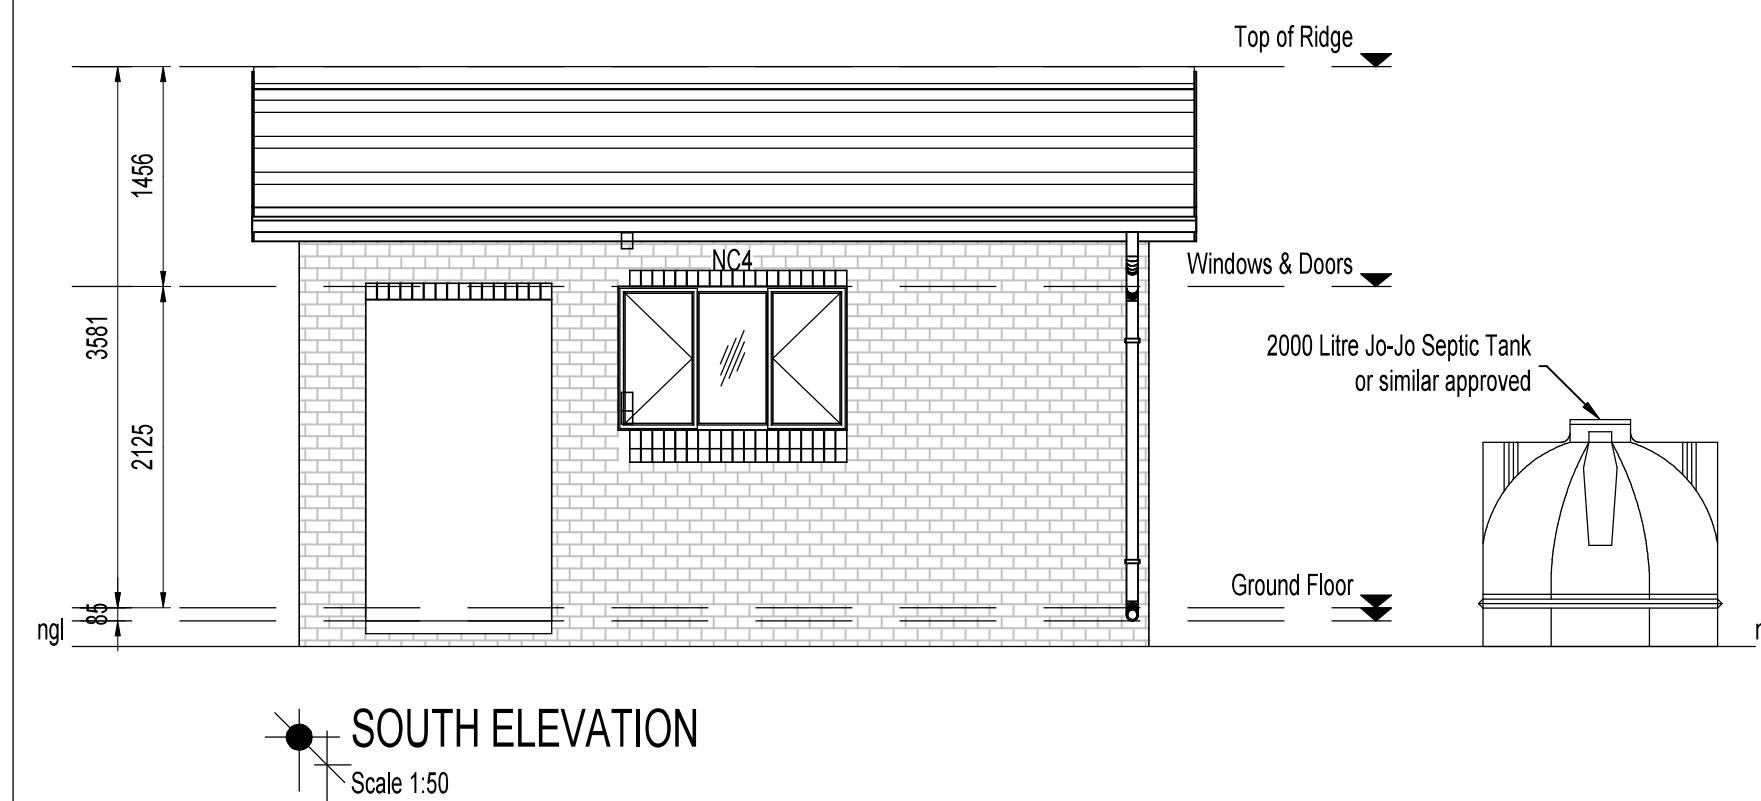 Top of Ridge
1456
NC4
Windows & Doors
3581
2000 Litre Jo-Jo Septic Tank
or similar approved
2125
Ground Floor
85
ngl
SOUTH ELEVATION
Scale 1:50